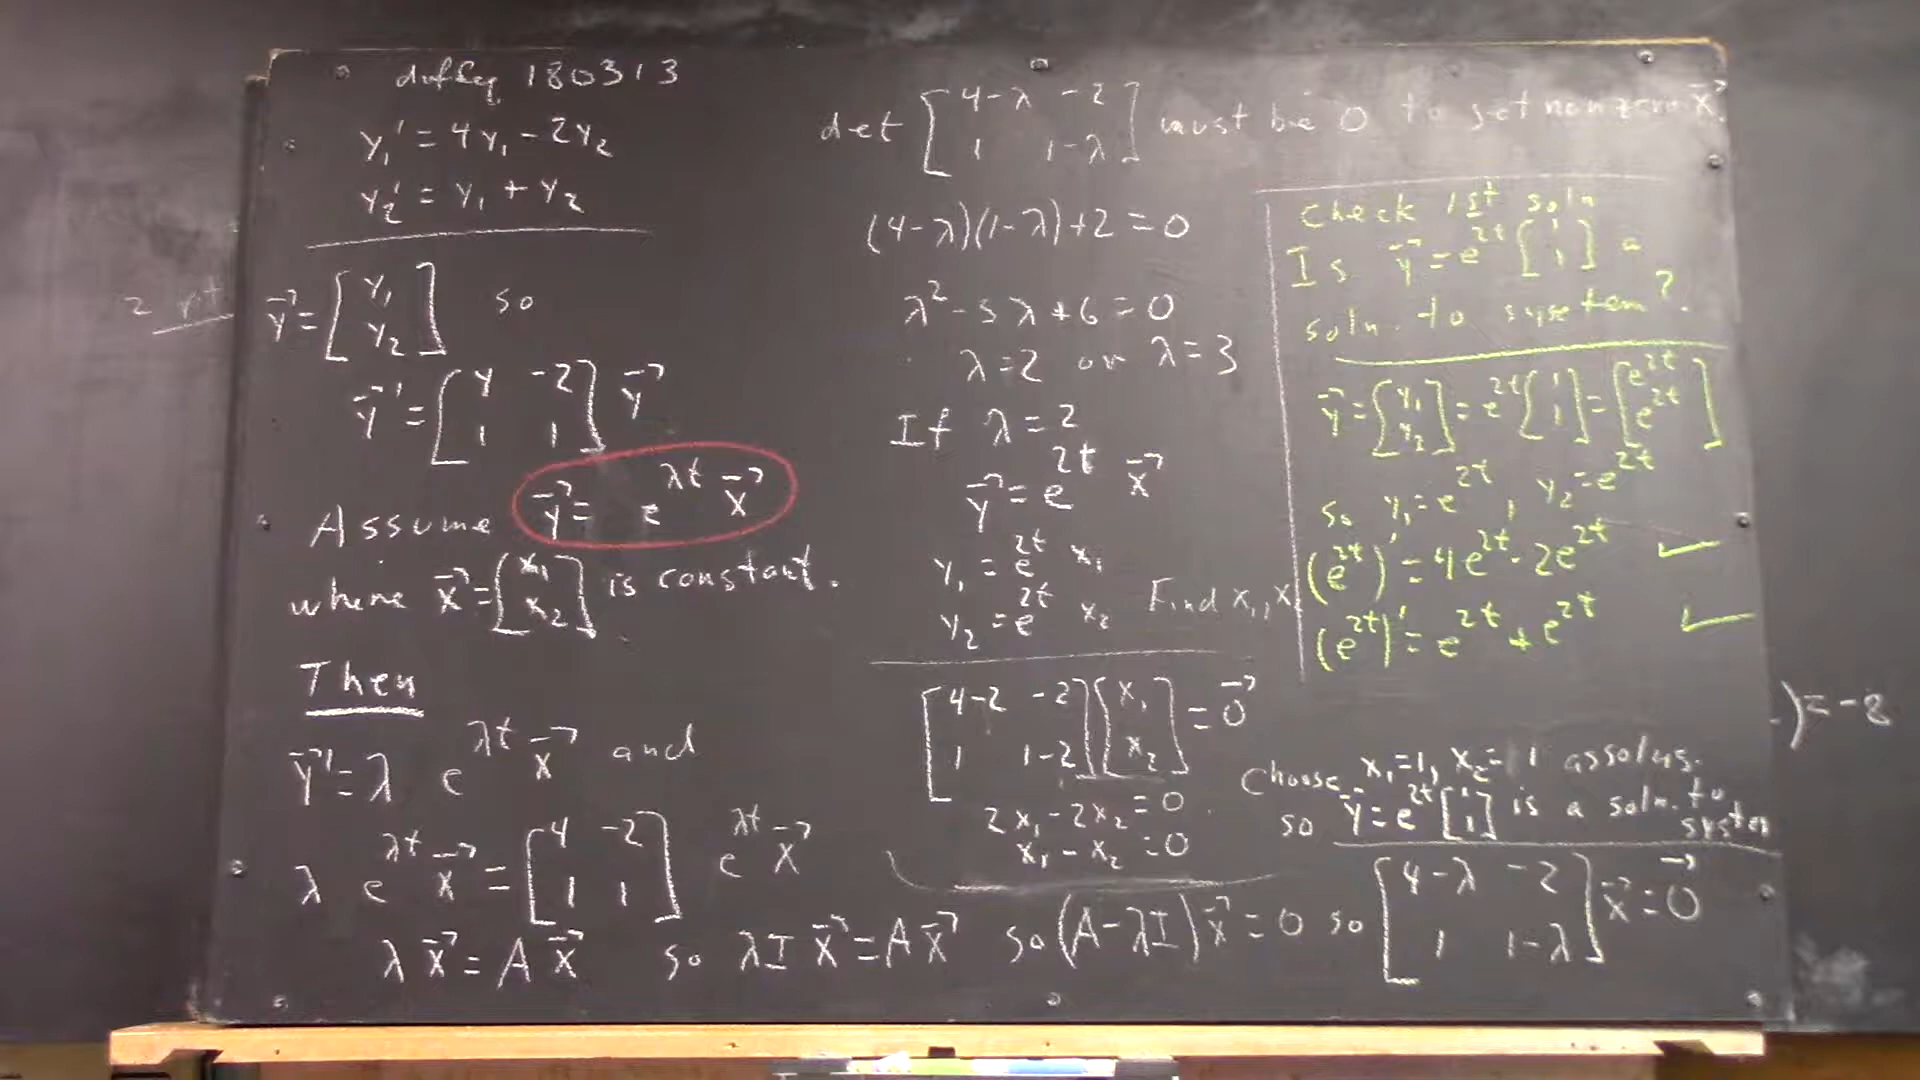 diffeq 180313
y₁' = 4y₁ - 2y₂
y₂' = y₁ + y₂
y⃗ = [y₁ y₂] so
y⃗' = [4 -2; 1 1] y⃗
Assume y⃗ = e^{λt} x⃗
where x⃗ = [x₁ x₂] is constant.
Then
y⃗' = λ e^{λt} x⃗ and
λ e^{λt} x⃗ = [4 -2; 1 1] e^{λt} x⃗
λ x⃗ = A x⃗ so λI x⃗ = A x⃗ so (A-λI) x⃗ = 0 so [4-λ -2; 1 1-λ] x⃗ = 0⃗
det [4-λ -2; 1 1-λ] must be 0 to get nonzero x⃗.
(4-λ)(1-λ)+2 = 0
λ² - 5λ + 6 = 0
λ = 2 or λ = 3
If λ = 2
y⃗ = e^{2t} x⃗
y₁ = e^{2t} x₁
y₂ = e^{2t} x₂ Find x₁, x₂
[4-2 -2; 1 1-2] [x₁ x₂] = 0⃗
2x₁ - 2x₂ = 0
x₁ - x₂ = 0
Choose x₁ = 1, x₂ = 1 as solns.
so y⃗ = e^{2t} [1 1] is a soln. to system
Check 1st soln
Is y⃗ = e^{2t} [1 1] a
soln. to system?
y⃗ = [y₁ y₂] = e^{2t} [1 1] = [e^{2t} e^{2t}]
so y₁ = e^{2t}, y₂ = e^{2t}
(e^{2t})' = 4e^{2t} - 2e^{2t} ✓
(e^{2t})' = e^{2t} + e^{2t} ✓
) = -8